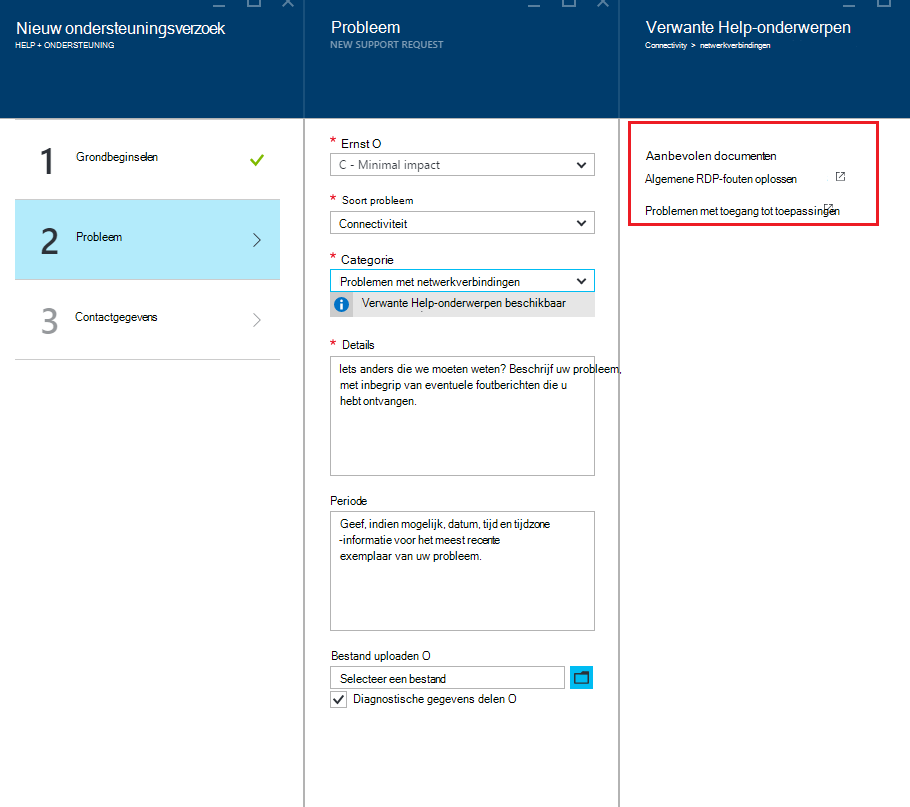 Nieuw ondersteuningsverzoek
HELP + ONDERSTEUNING
1
Grondbeginselen
2
Probleem
3
Contactgegevens
Probleem
NEW SUPPORT REQUEST
* Ernst O
C - Minimal impact
* Soort probleem
Connectiviteit
* Categorie
Problemen met netwerkverbindingen
Verwante Help-onderwerpen beschikbaar
* Details
Iets anders die we moeten weten? Beschrijf uw probleem,
met inbegrip van eventuele foutberichten die u
hebt ontvangen.
Periode
Geef, indien mogelijk, datum, tijd en tijdzone
-informatie voor het meest recente
exemplaar van uw probleem.
Bestand uploaden O
Selecteer een bestand
Diagnostische gegevens delen O
Verwante Help-onderwerpen
Connectivity > netwerkverbindingen
Aanbevolen documenten
Algemene RDP-fouten oplossen
Problemen met toegang tot toepassingen